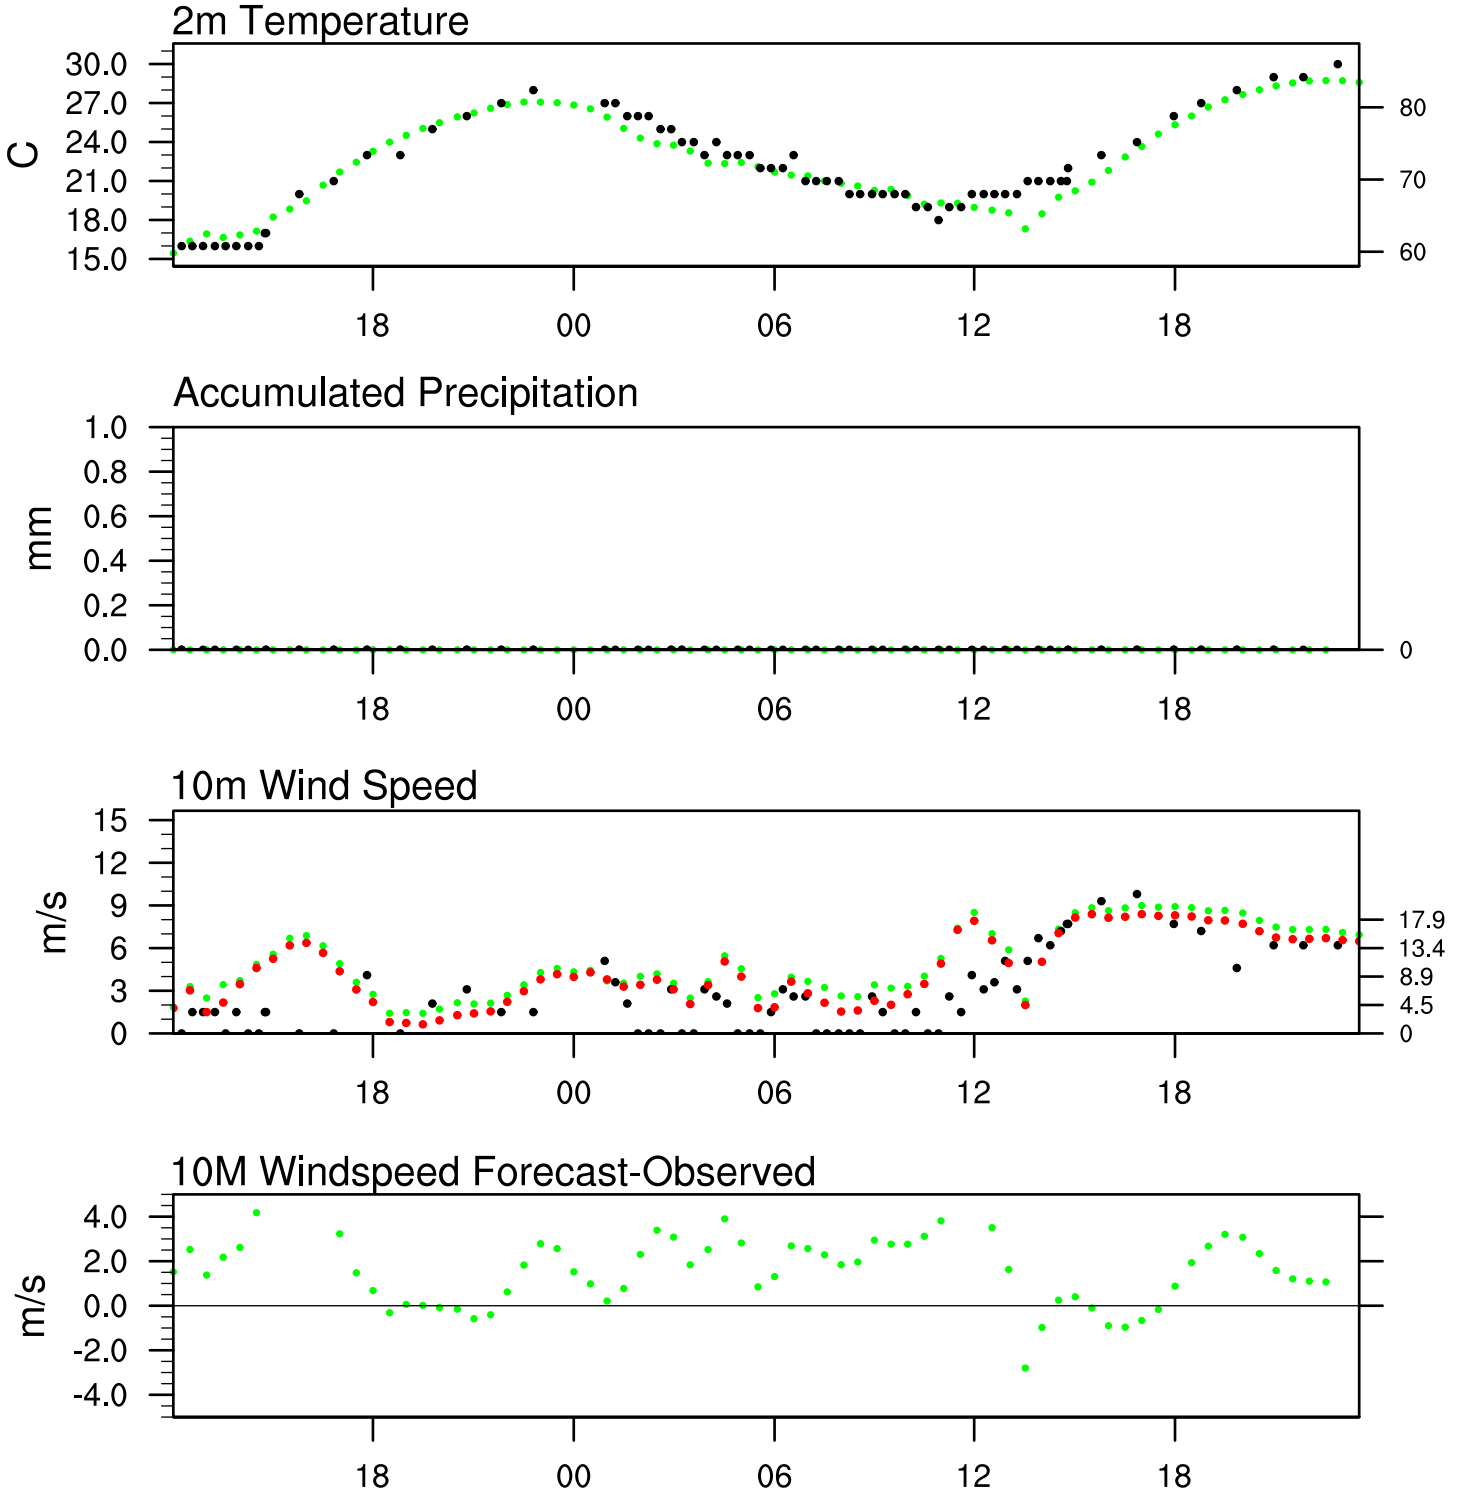 2m Temperature
30.0
27.0
24.0
21.0
18.0
15.0
C
80
70
60
18 00 06 12 18
Accumulated Precipitation
1.0
0.8
0.6
0.4
0.2
0.0
mm
0
18 00 06 12 18
10m Wind Speed
15
12
9
6
3
0
m/s
17.9
13.4
8.9
4.5
0
18 00 06 12 18
10M Windspeed Forecast-Observed
4.0
2.0
0.0
-2.0
-4.0
m/s
18 00 06 12 18